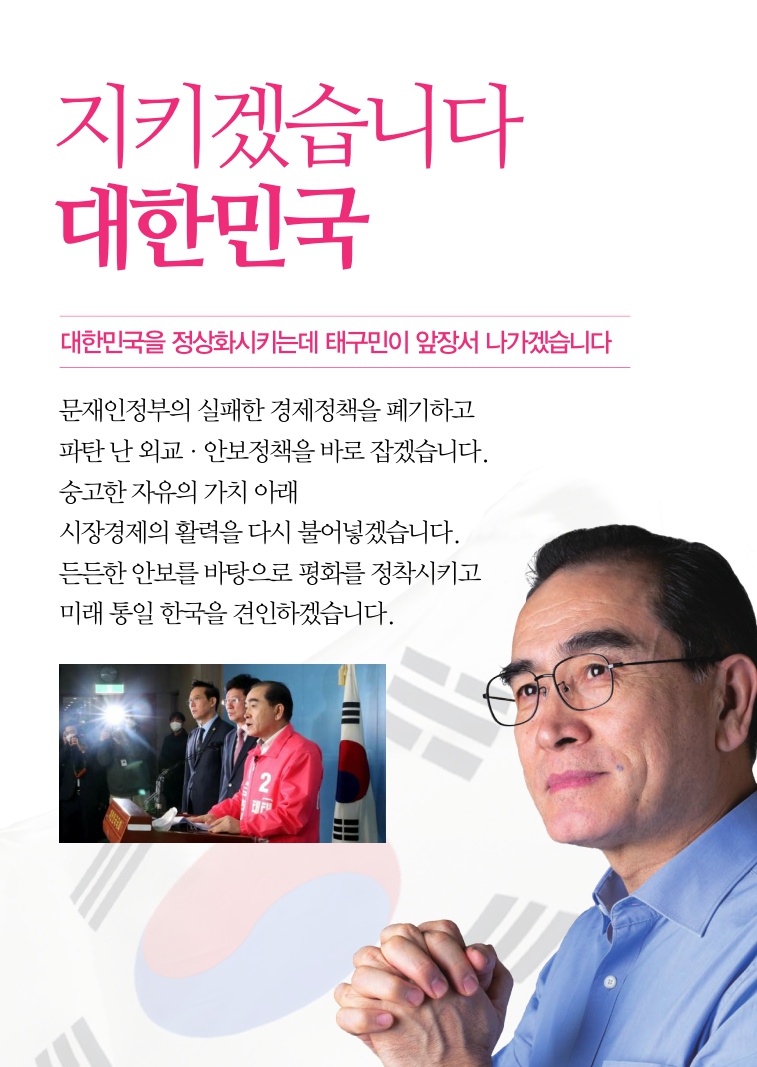 지키겠습니다
대한민국
대한민국을 정상화시키는데 태구민이 앞장서 나가겠습니다
문재인정부의 실패한 경제정책을 폐기하고
파탄 난 외교 · 안보정책을 바로 잡겠습니다.
숭고한 자유의 가치 아래
시장경제의 활력을 다시 불어넣겠습니다.
든든한 안보를 바탕으로 평화를 정착시키고
미래 통일 한국을 견인하겠습니다.
2